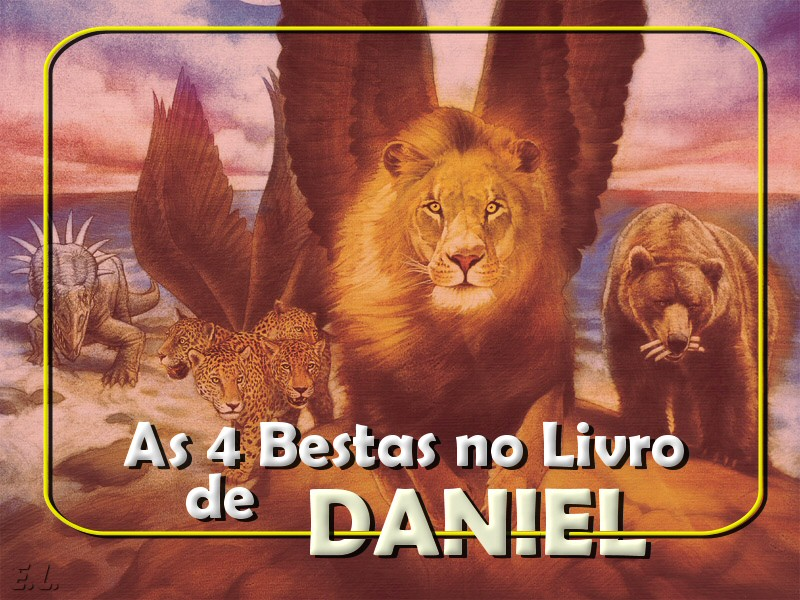 As 4 Bestas no Livro
de DANIEL
E. L.